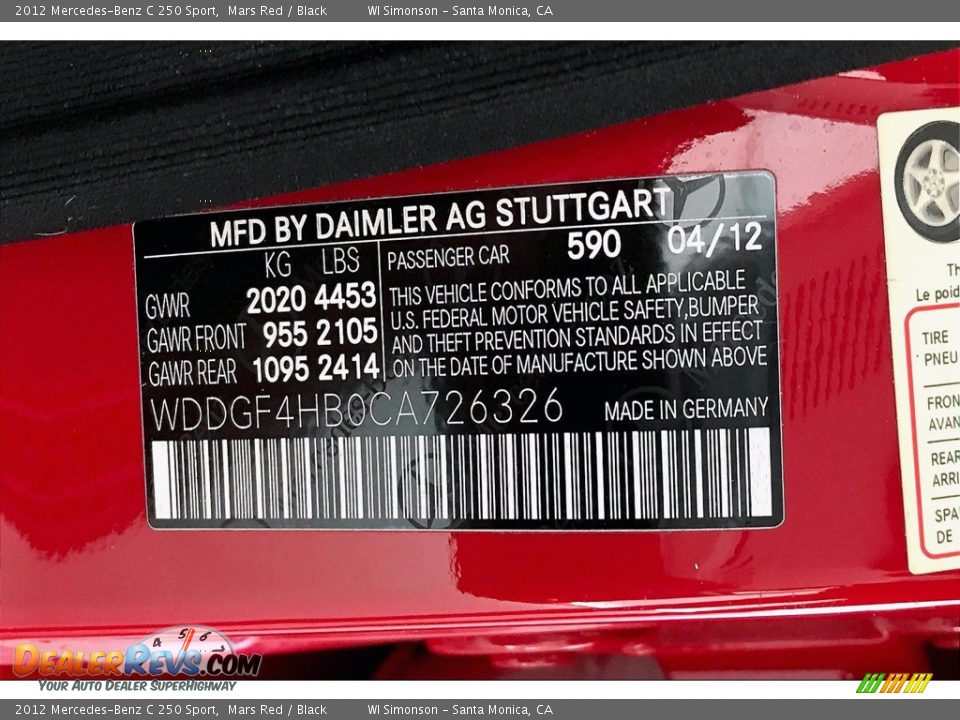 2012 Mercedes-Benz C 250 Sport, Mars Red / Black WI Simonson - Santa Monica, CA
MFD BY DAIMLER AG STUTTGART
KG LBS
GVWR 2020 4453
GAWR FRONT 955 2105
GAWR REAR 1095 2414
PASSENGER CAR 590 04/12
THIS VEHICLE CONFORMS TO ALL APPLICABLE
U.S. FEDERAL MOTOR VEHICLE SAFETY,BUMPER
AND THEFT PREVENTION STANDARDS IN EFFECT
ON THE DATE OF MANUFACTURE SHOWN ABOVE
WDDGF4HB0CA726326 MADE IN GERMANY
Th
Le poid
TIRE
PNEU
FRON
AVAN
REAR
ARRI
SPA
DE
4 5 6
DEALERREVS.COM
YOUR AUTO DEALER SUPERHIGHWAY
2012 Mercedes-Benz C 250 Sport, Mars Red / Black WI Simonson - Santa Monica, CA